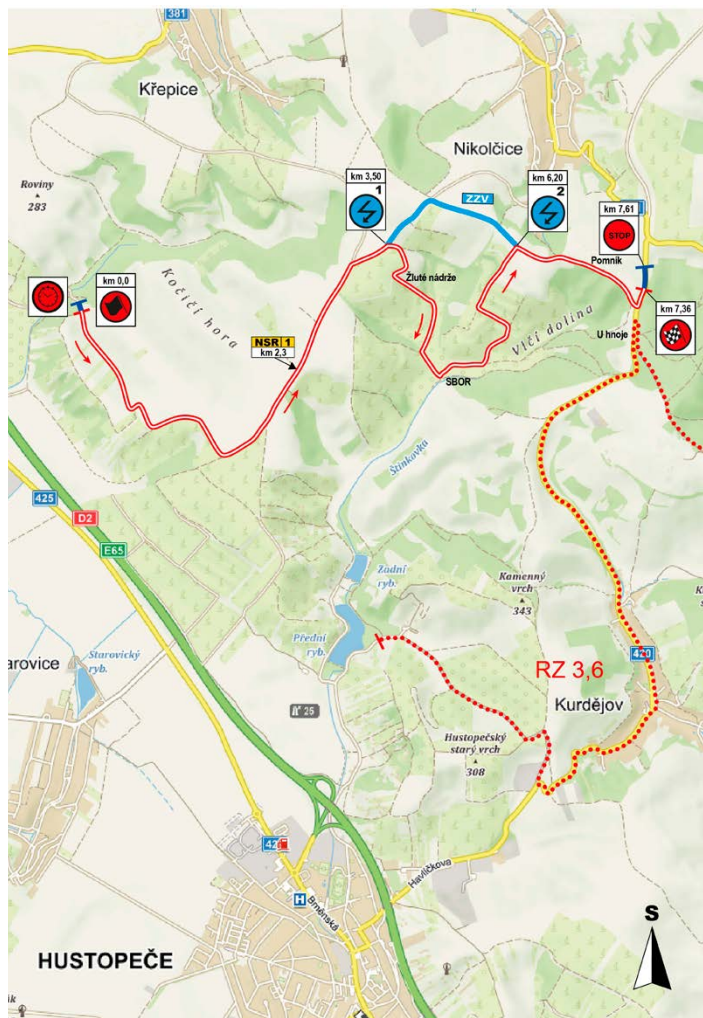 381
Křepice
Nikolčice
Roviny
283
km 3,50
1
ZZV
km 6,20
2
km 7,61
STOP
Pomník
km 0,0
Kočičí hora
Žluté nádrže
NSR 1
km 2,3
Vlčí dolina
km 7,36
U hnoje
SBOR
Štinkovka
425
D2
E65
Zadní
ryb.
Kamenný
vrch
343
Přední
ryb.
Starovický
ryb.
arovice
RZ 3,6
420
Kurdějov
25
Hustopečský
starý vrch
308
42
Havlíčkova
H
Brněnská
HUSTOPEČE
S